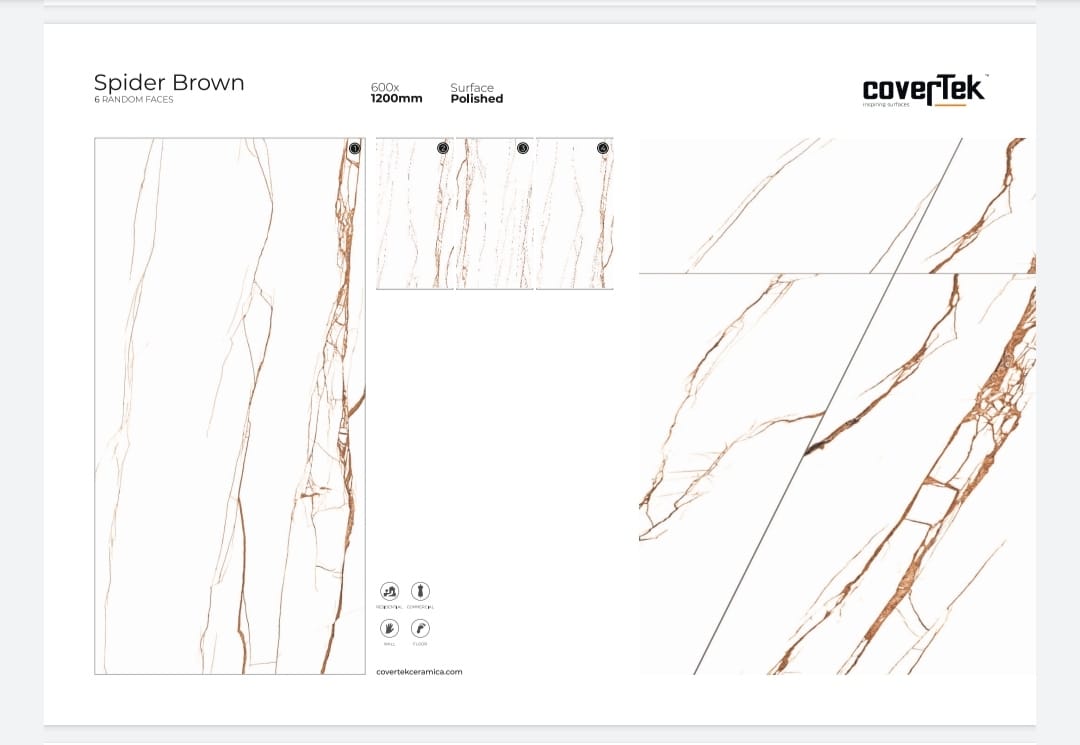 Spider Brown
6 RANDOM FACES
600x
1200mm
Surface
Polished
coverTek™
inspiring surfaces
1
2
3
4
RESIDENTIAL COMMERCIAL
WALL FLOOR
covertekceramica.com